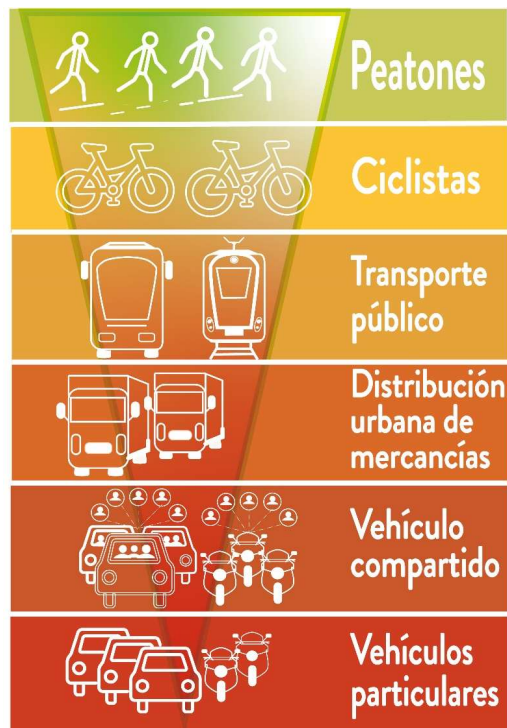 Peatones
Ciclistas
Transporte
público
Distribución
urbana de
mercancías
Vehículo
compartido
Vehículos
particulares